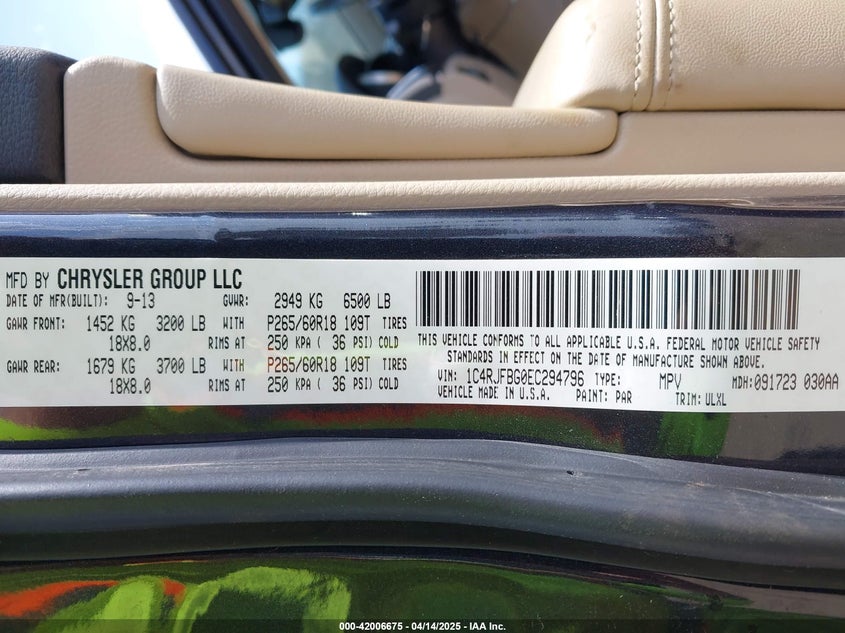 MFD BY CHRYSLER GROUP LLC
DATE OF MFR(BUILT): 9-13 GVWR: 2949 KG 6500 LB
GAWR FRONT: 1452 KG 3200 LB WITH P265/60R18 109T TIRES
18X8.0 RIMS AT 250 KPA ( 36 PSI) COLD
GAWR REAR: 1679 KG 3700 LB WITH P265/60R18 109T TIRES
18X8.0 RIMS AT 250 KPA ( 36 PSI) COLD
THIS VEHICLE CONFORMS TO ALL APPLICABLE U.S.A. FEDERAL MOTOR VEHICLE SAFETY
STANDARDS IN EFFECT ON THE DATE OF MANUFACTURE SHOWN ABOVE.
VIN: 1C4RJFBG0EC294796 TYPE: MPV MDH:091723 030AA
VEHICLE MADE IN U.S.A. PAINT: PAR TRIM: ULXL
000-42006675 - 04/14/2025 - IAA Inc.